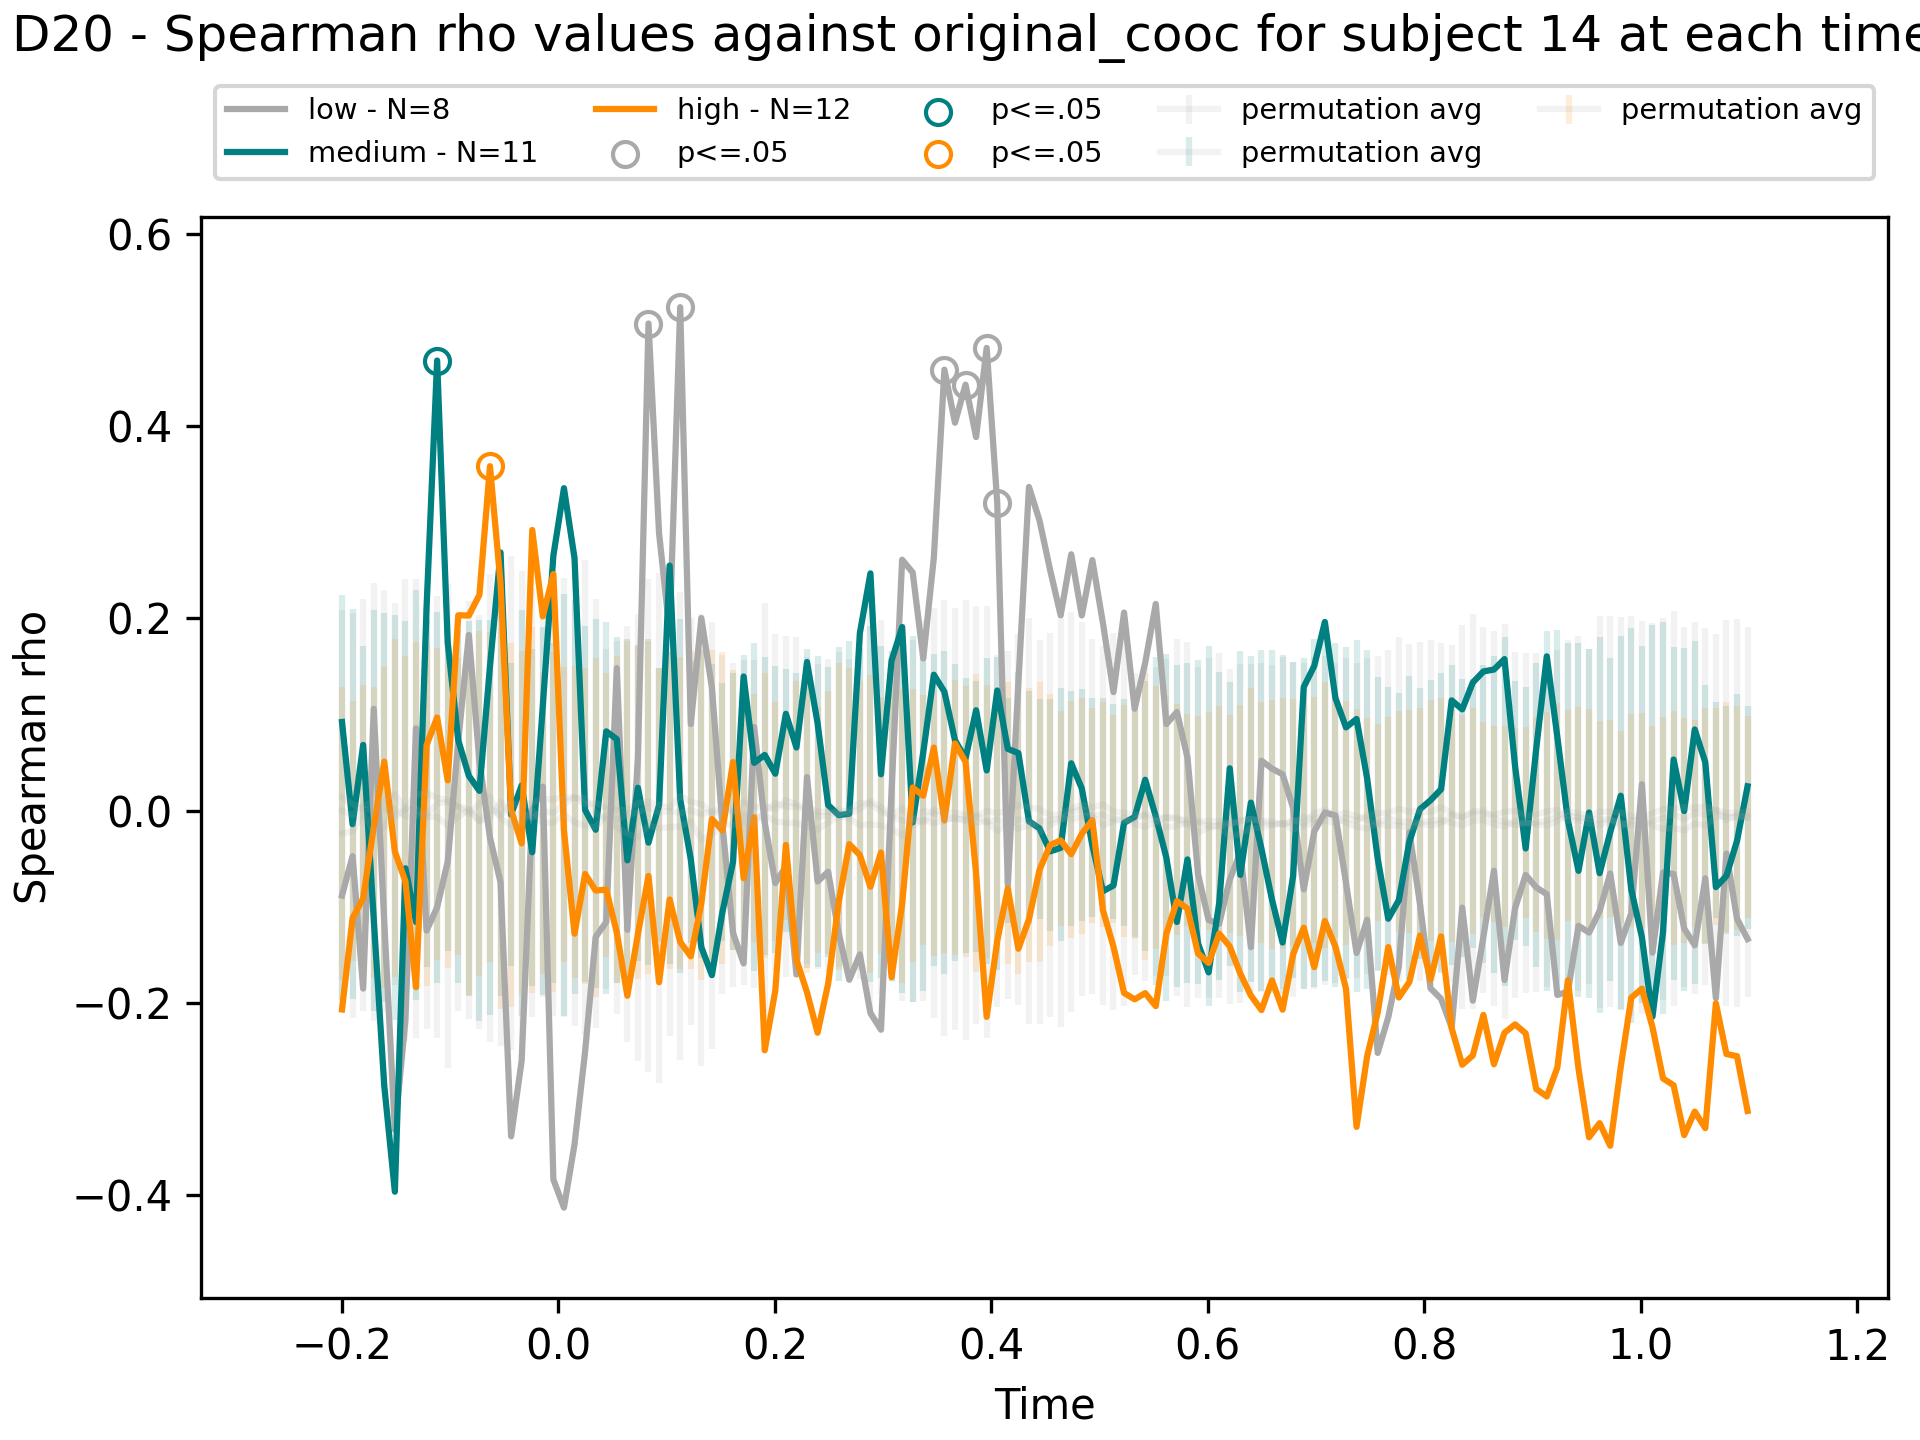 D20 - Spearman rho values against original_cooc for subject 14 at each time
low - N=8
medium - N=11
high - N=12
p<=.05
p<=.05
p<=.05
permutation avg
permutation avg
permutation avg
Spearman rho
0.6
0.4
0.2
0.0
−0.2
−0.4
−0.2 0.0 0.2 0.4 0.6 0.8 1.0 1.2
Time